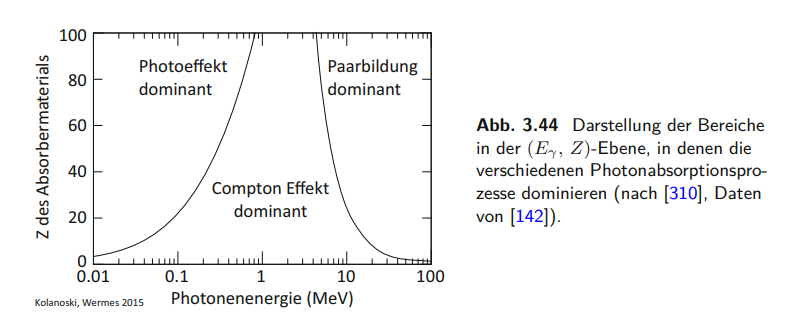 100
80
60
40
20
0
Z des Absorbermaterials
Photoeffekt
dominant
Paarbildung
dominant
Compton Effekt
dominant
0.01 0.1 1 10 100
Photonenenergie (MeV)
Kolanoski, Wermes 2015
Abb. 3.44 Darstellung der Bereiche
in der (Eγ, Z)-Ebene, in denen die
verschiedenen Photonabsorptionspro-
zesse dominieren (nach [310], Daten
von [142]).